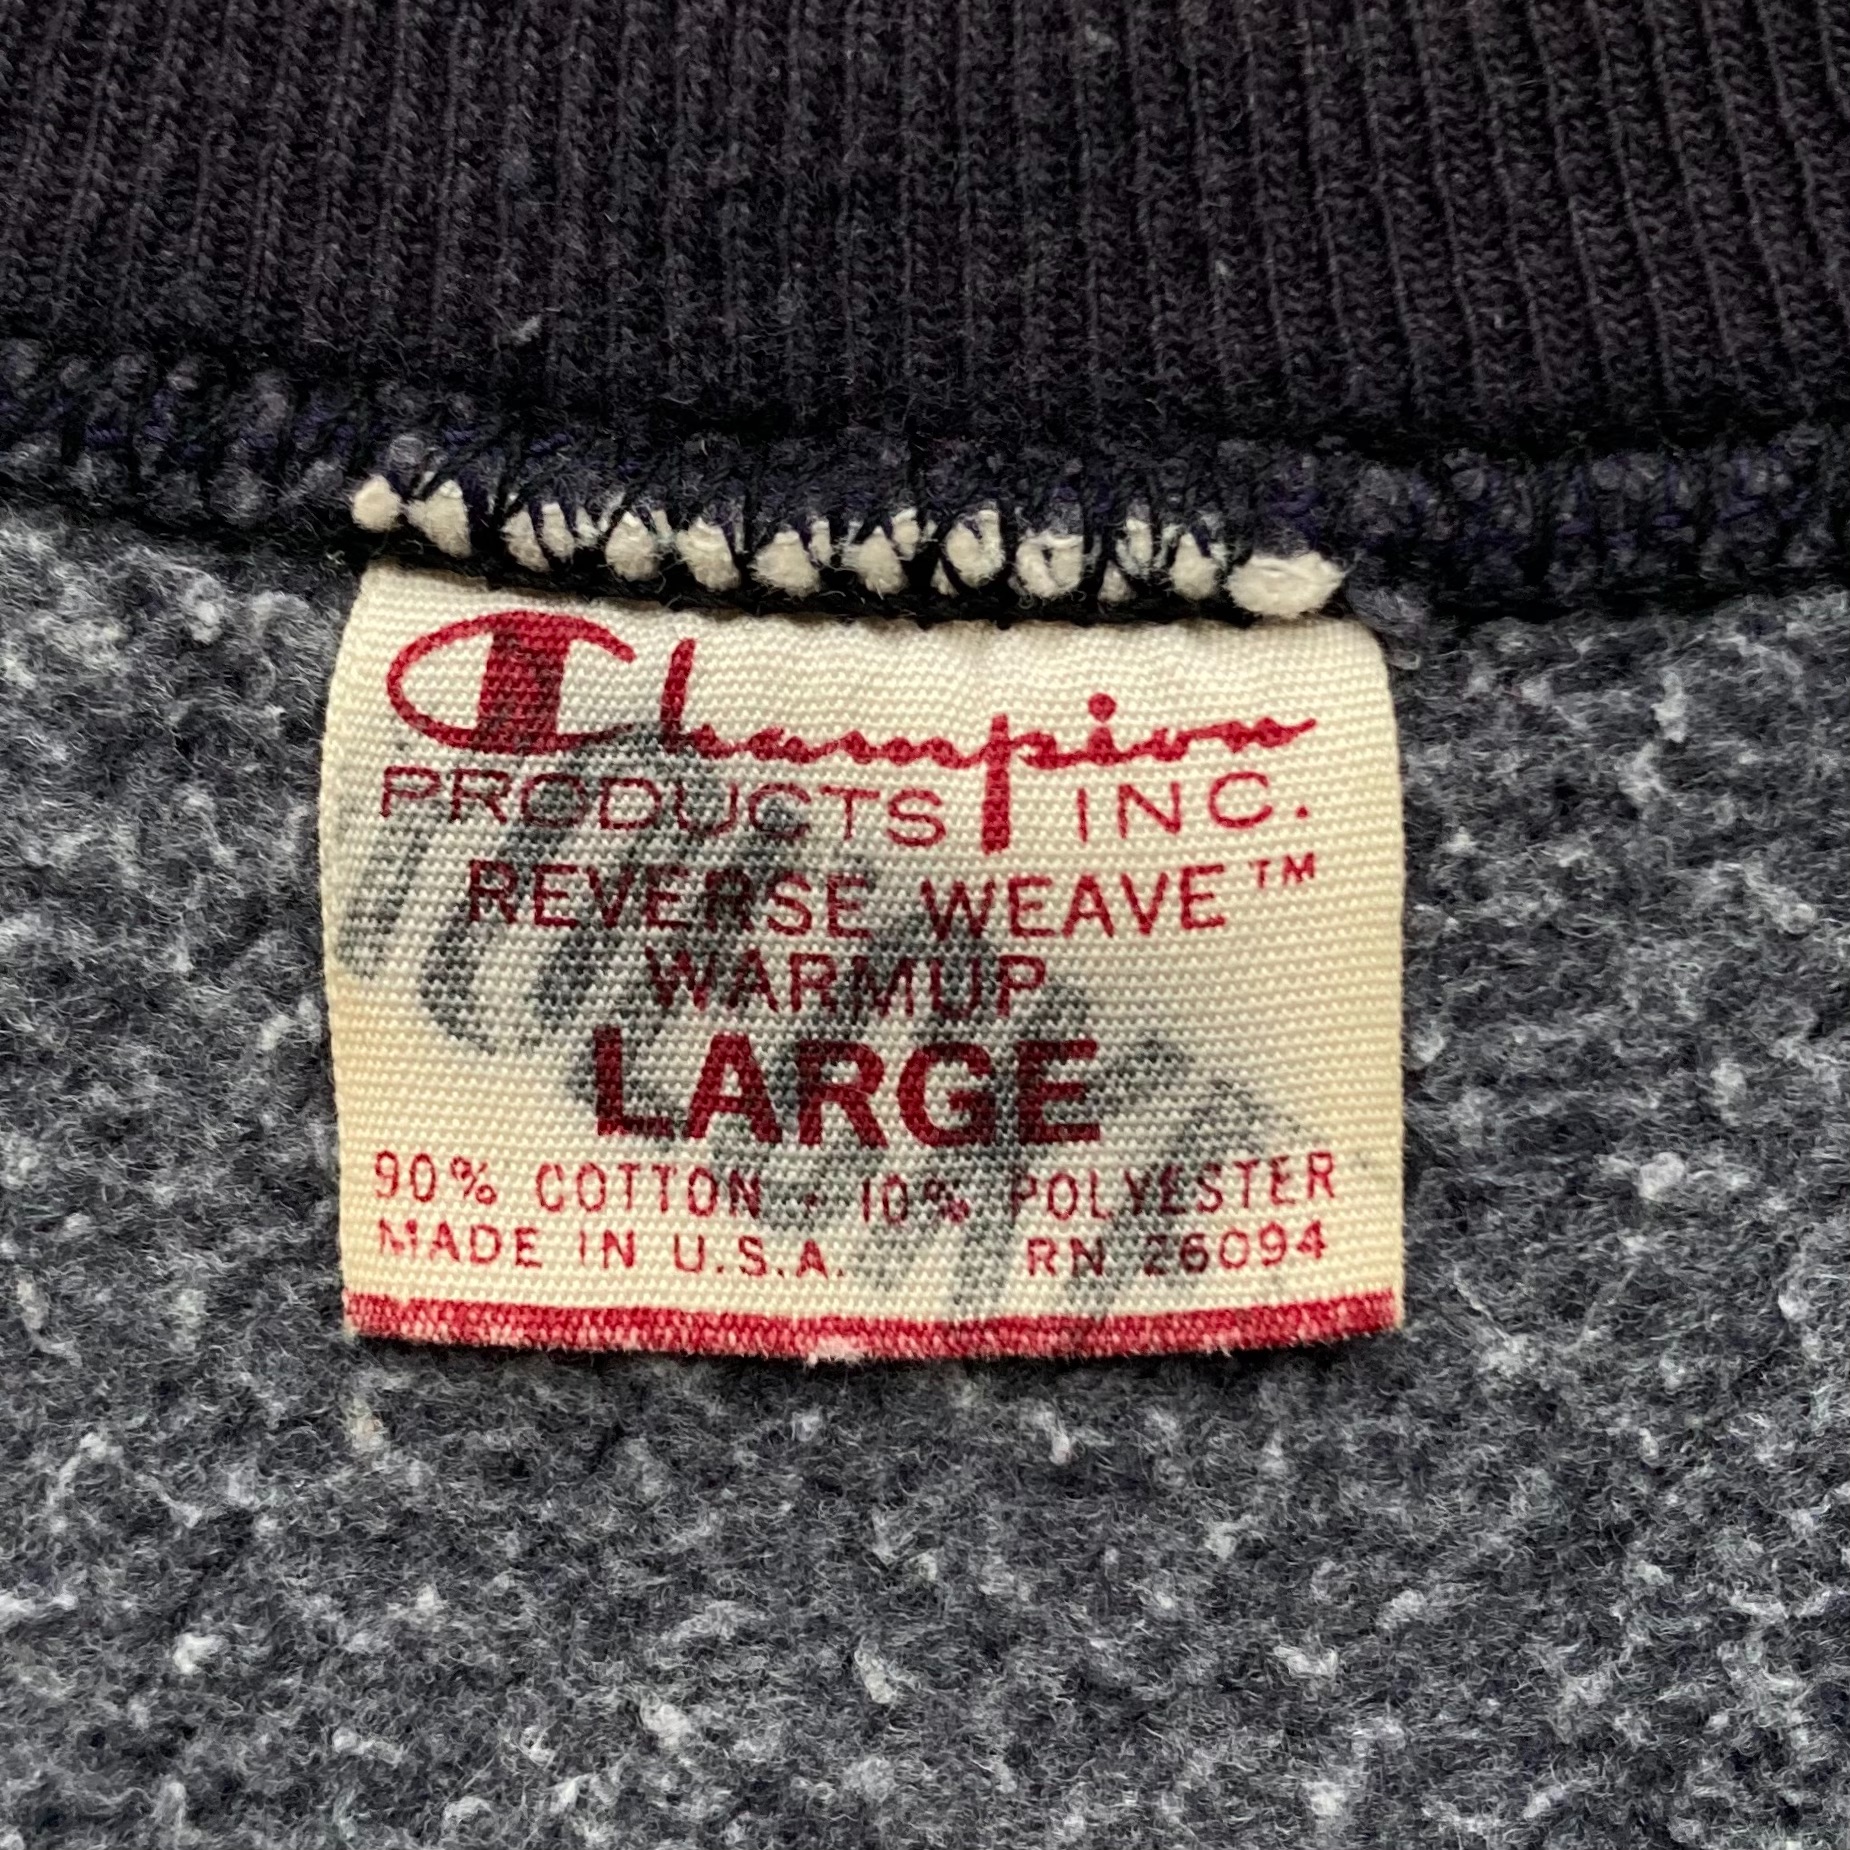 Champion
PRODUCTS INC.
REVERSE WEAVE™
WARMUP
LARGE
90% COTTON · 10% POLYESTER
MADE IN U.S.A. RN 26094